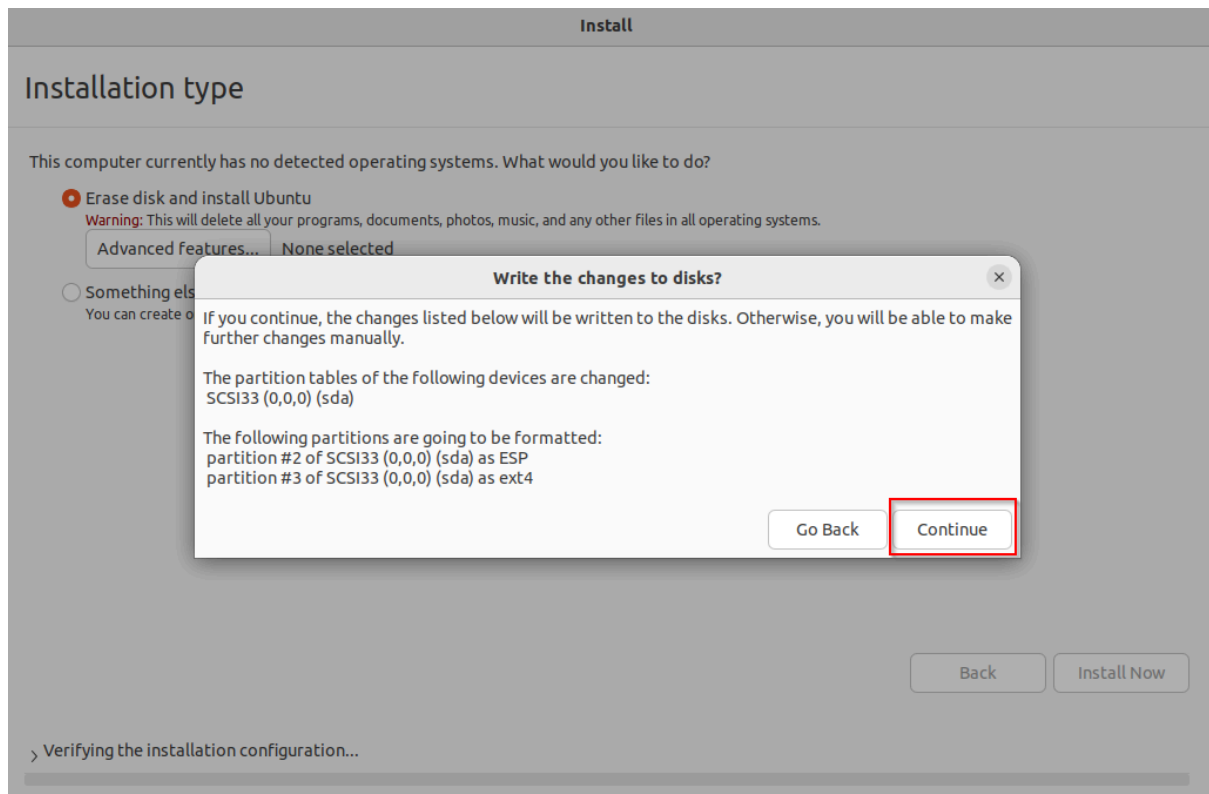 Install
Installation type
This computer currently has no detected operating systems. What would you like to do?
Erase disk and install Ubuntu
Warning: This will delete all your programs, documents, photos, music, and any other files in all operating systems.
Advanced features... None selected
Something els
You can create o
Write the changes to disks?
If you continue, the changes listed below will be written to the disks. Otherwise, you will be able to make
further changes manually.
The partition tables of the following devices are changed:
SCSI33 (0,0,0) (sda)
The following partitions are going to be formatted:
partition #2 of SCSI33 (0,0,0) (sda) as ESP
partition #3 of SCSI33 (0,0,0) (sda) as ext4
Go Back Continue
Back Install Now
Verifying the installation configuration...